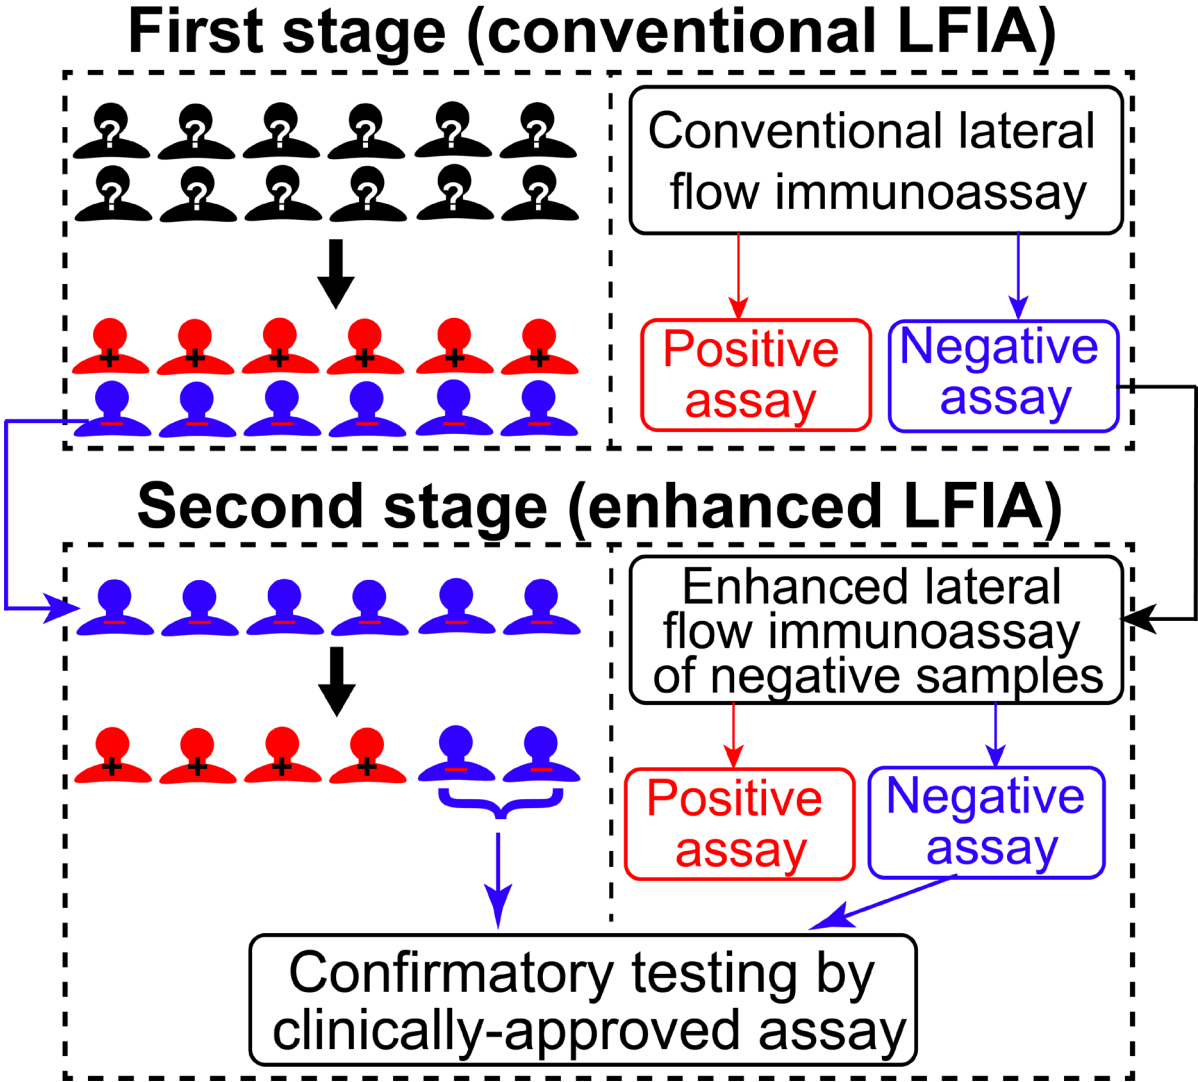 First stage (conventional LFIA)
? ? ? ? ? ?
? ? ? ? ? ?
+ + + + + +
− − − − − −
Conventional lateral
flow immunoassay
Positive
assay
Negative
assay
Second stage (enhanced LFIA)
− − − − − −
+ + + + − −
Enhanced lateral
flow immunoassay
of negative samples
Positive
assay
Negative
assay
Confirmatory testing by
clinically-approved assay